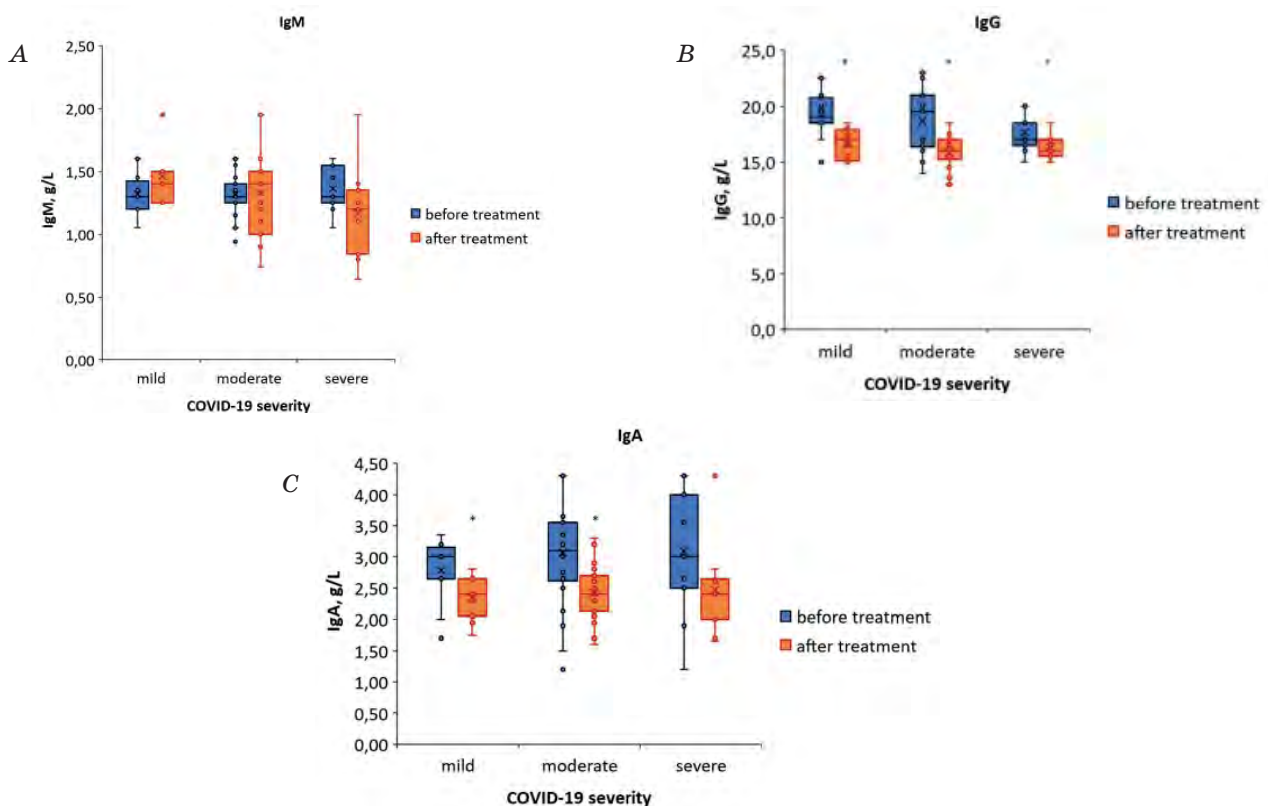 A
IgM
2,50
2,00
1,50
1,00
0,50
0,00
IgM, g/L
mild moderate severe
COVID-19 severity
before treatment
after treatment
B
IgG
25,0
20,0
15,0
10,0
5,0
0,0
IgG, g/L
* * *
mild moderate severe
COVID-19 severity
before treatment
after treatment
C
IgA
4,50
4,00
3,50
3,00
2,50
2,00
1,50
1,00
0,50
0,00
IgA, g/L
* *
mild moderate severe
COVID-19 severity
before treatment
after treatment